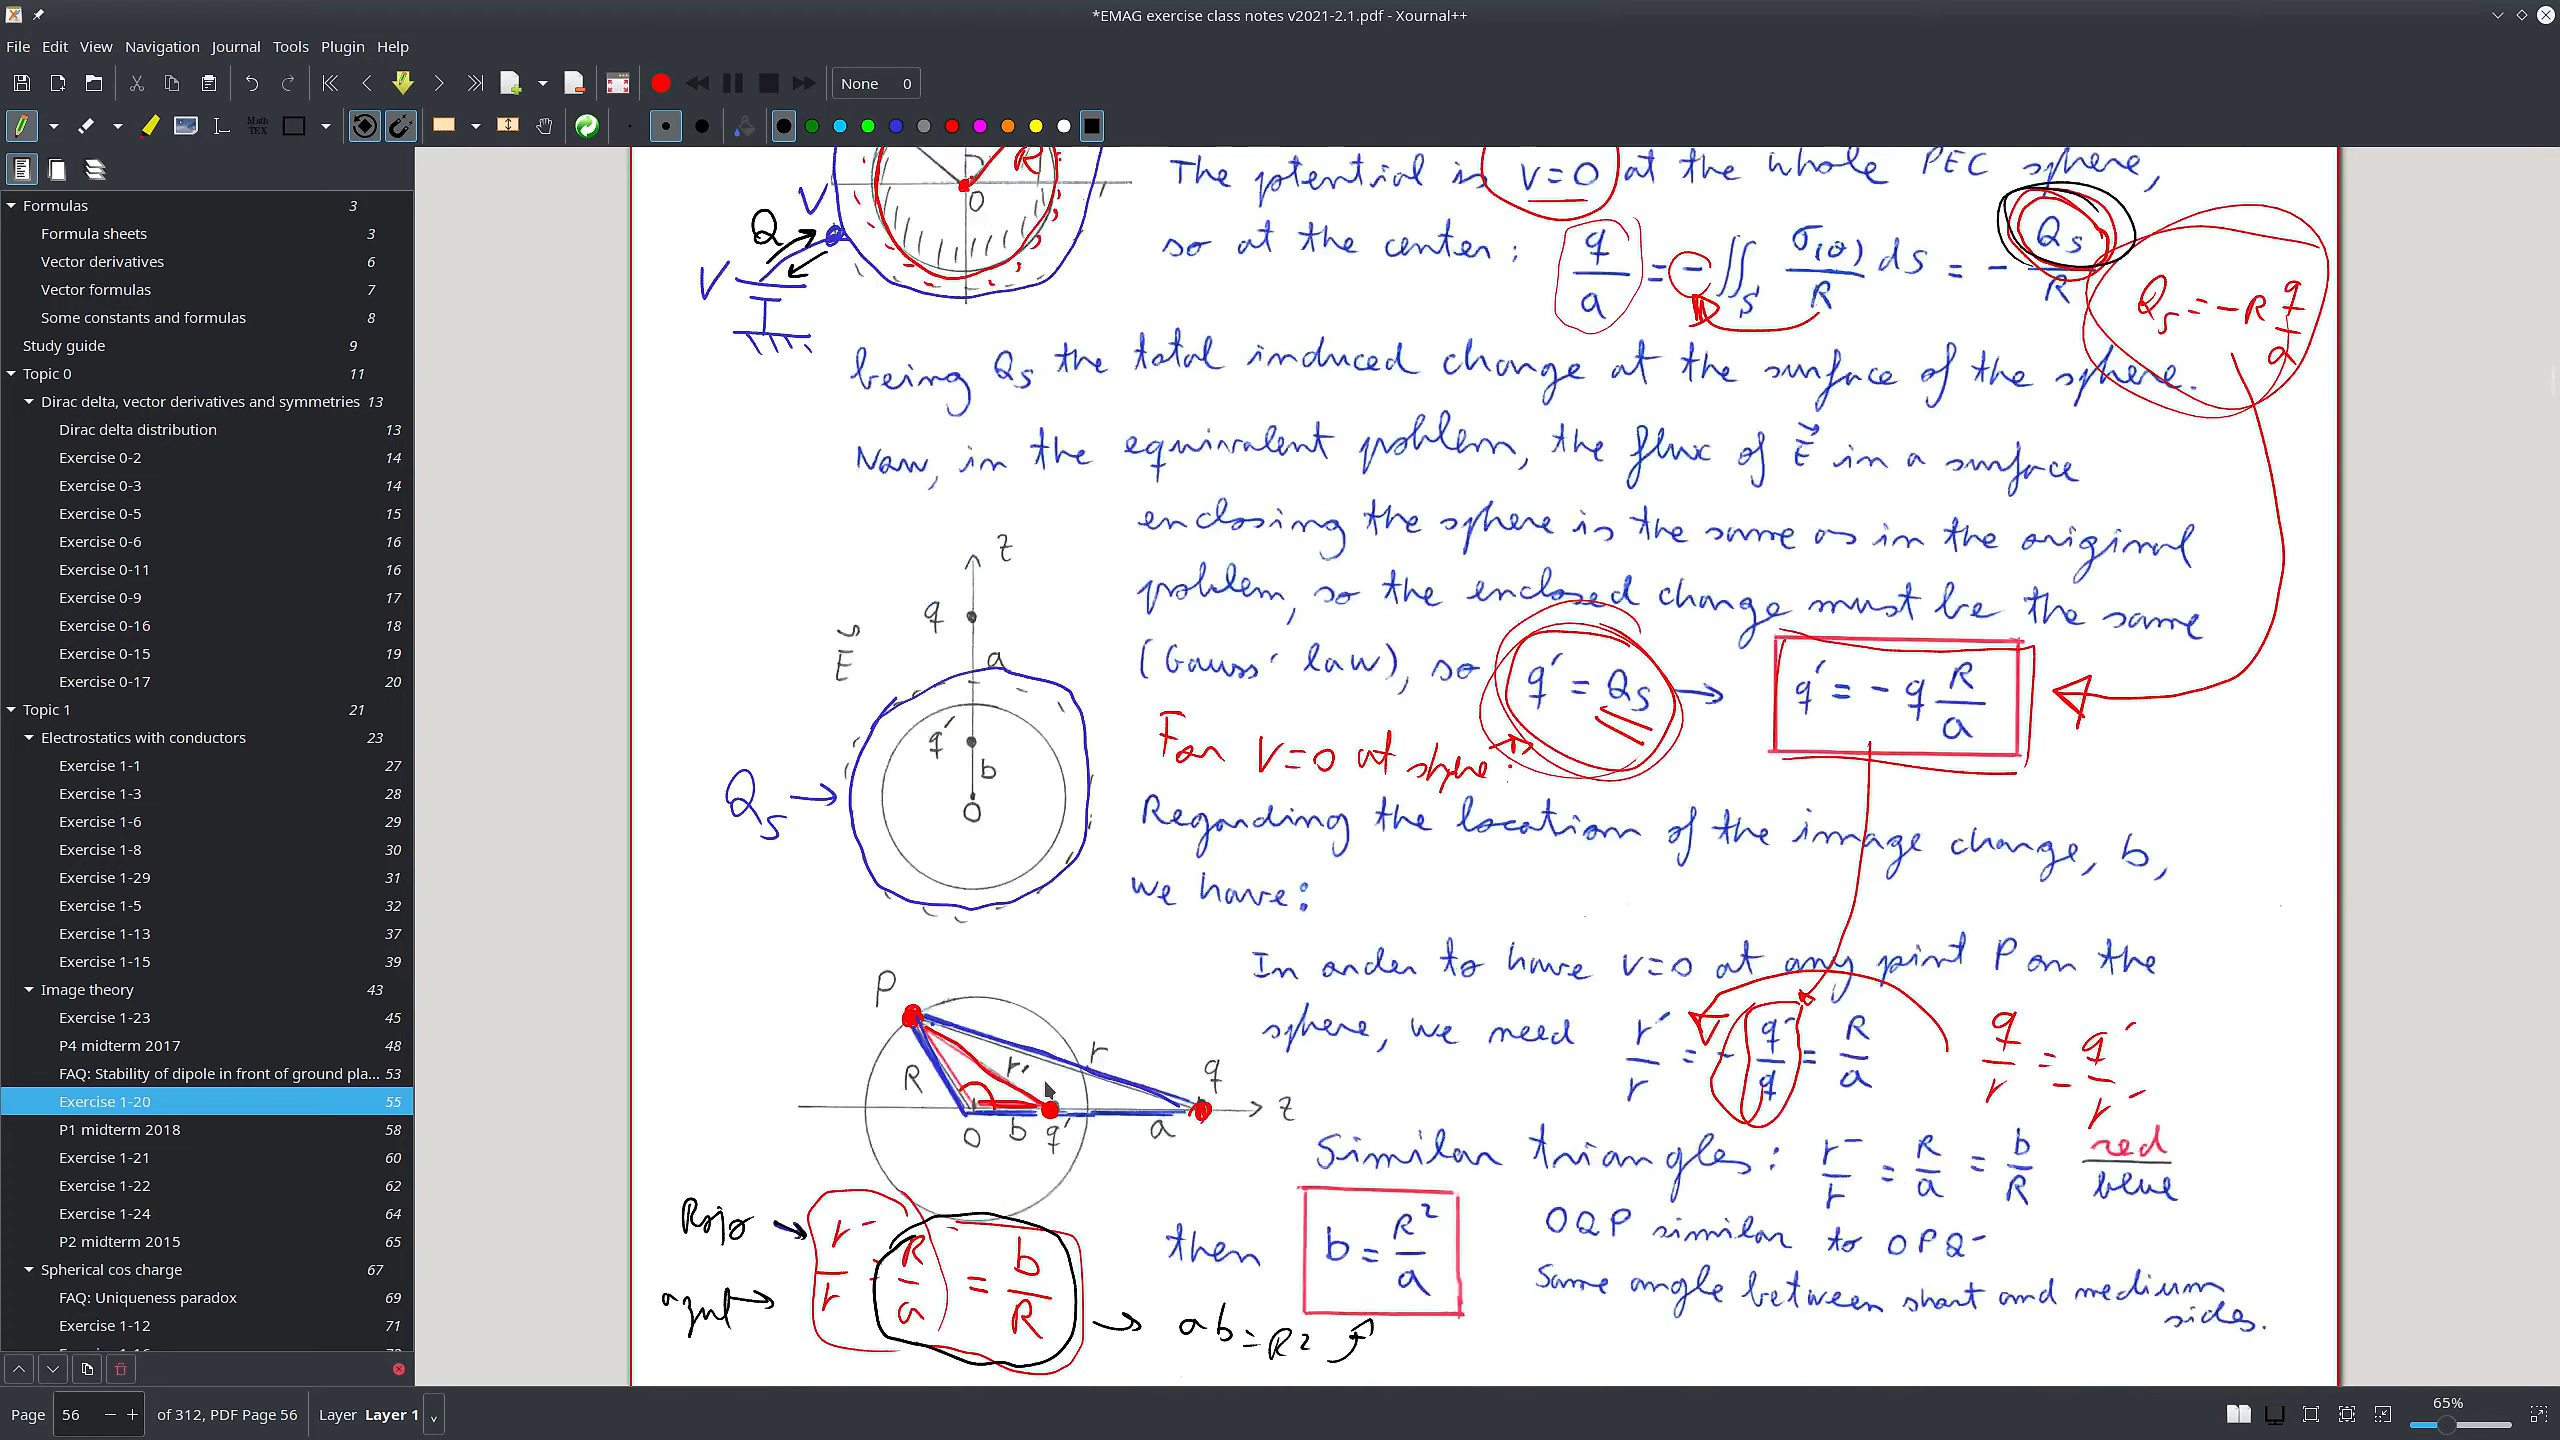 *EMAG exercise class notes v2021-2.1.pdf - Xournal++
File Edit View Navigation Journal Tools Plugin Help
None 0
Formulas 3
Formula sheets 3
Vector derivatives 6
Vector formulas 7
Some constants and formulas 8
Study guide 9
Topic 0 11
Dirac delta, vector derivatives and symmetries 13
Dirac delta distribution 13
Exercise 0-2 14
Exercise 0-3 14
Exercise 0-5 15
Exercise 0-6 16
Exercise 0-11 16
Exercise 0-9 17
Exercise 0-16 18
Exercise 0-15 19
Exercise 0-17 20
Topic 1 21
Electrostatics with conductors 23
Exercise 1-1 27
Exercise 1-3 28
Exercise 1-6 29
Exercise 1-8 30
Exercise 1-29 31
Exercise 1-5 32
Exercise 1-13 37
Exercise 1-15 39
Image theory 43
Exercise 1-23 45
P4 midterm 2017 48
FAQ: Stability of dipole in front of ground pla... 53
Exercise 1-20 55
P1 midterm 2018 58
Exercise 1-21 60
Exercise 1-22 62
Exercise 1-24 64
P2 midterm 2015 65
Spherical cos charge 67
FAQ: Uniqueness paradox 69
Exercise 1-12 71
R
O
V
Q
V
The potential is V=0 at the whole PEC sphere,
so at the center: q/a = - ∬S σ(θ)/R ds = - Qs/R
Qs = -R q/a
being Qs the total induced charge at the surface of the sphere.
Now, in the equivalent problem, the flux of E⃗ in a surface
enclosing the sphere is the same as in the original
problem, so the enclosed charge must be the same
(Gauss' law), so q' = Qs → q' = - q R/a
For V=0 at sphere:
z
q
E⃗
a
q'
b
O
Qs →
Regarding the location of the image charge, b,
we have:
In order to have V=0 at any point P on the
sphere, we need r'/r = - q'/q = R/a
q/r = - q'/r'
P
R
r'
r
q
z
O
b
q'
a
Similar triangles: r'/r = R/a = b/R red/blue
then b = R²/a
OQP similar to OPQ'
Same angle between short and medium
sides.
Rojo →
azul →
r'/r = R/a = b/R → ab = R²
Page 56 of 312, PDF Page 56 Layer Layer 1
65%